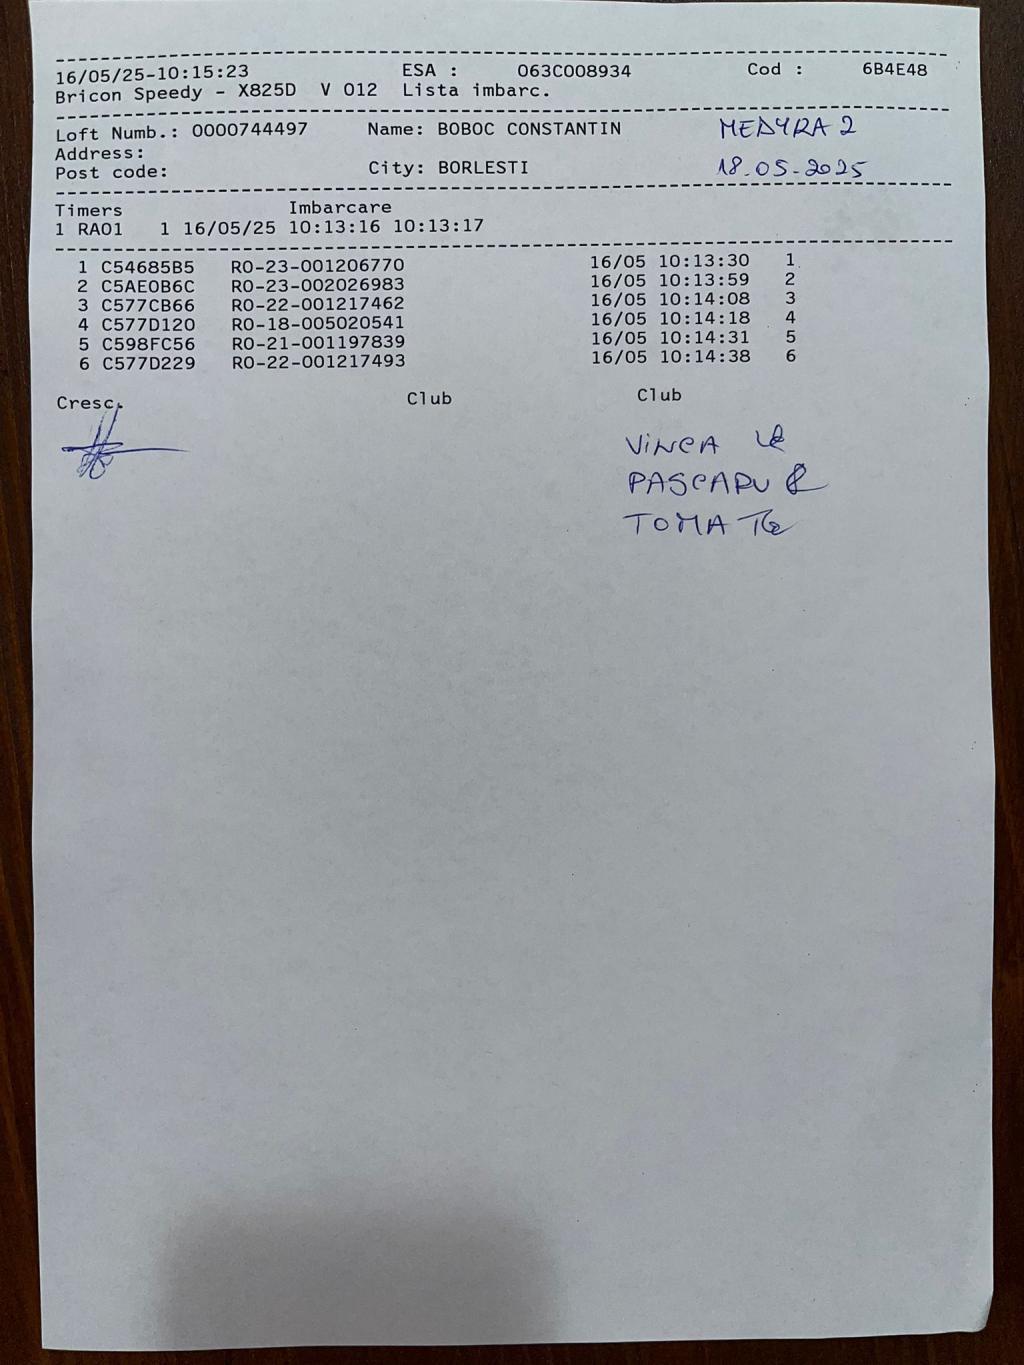 --------------------------------------------------------------------------------
16/05/25-10:15:23 ESA : 063C008934 Cod : 6B4E48
Bricon Speedy - X825D V 012 Lista imbarc.
--------------------------------------------------------------------------------
Loft Numb.: 0000744497 Name: BOBOC CONSTANTIN MEDYRA 2
Address:
Post code: City: BORLESTI 18.05-2025
--------------------------------------------------------------------------------
Timers Imbarcare
1 RA01 1 16/05/25 10:13:16 10:13:17
--------------------------------------------------------------------------------
1 C54685B5 RO-23-001206770 16/05 10:13:30 1
2 C5AE0B6C RO-23-002026983 16/05 10:13:59 2
3 C577CB66 RO-22-001217462 16/05 10:14:08 3
4 C577D120 RO-18-005020541 16/05 10:14:18 4
5 C598FC56 RO-21-001197839 16/05 10:14:31 5
6 C577D229 RO-22-001217493 16/05 10:14:38 6
Cresc. Club Club
VINCA
PASCARU
TOMA